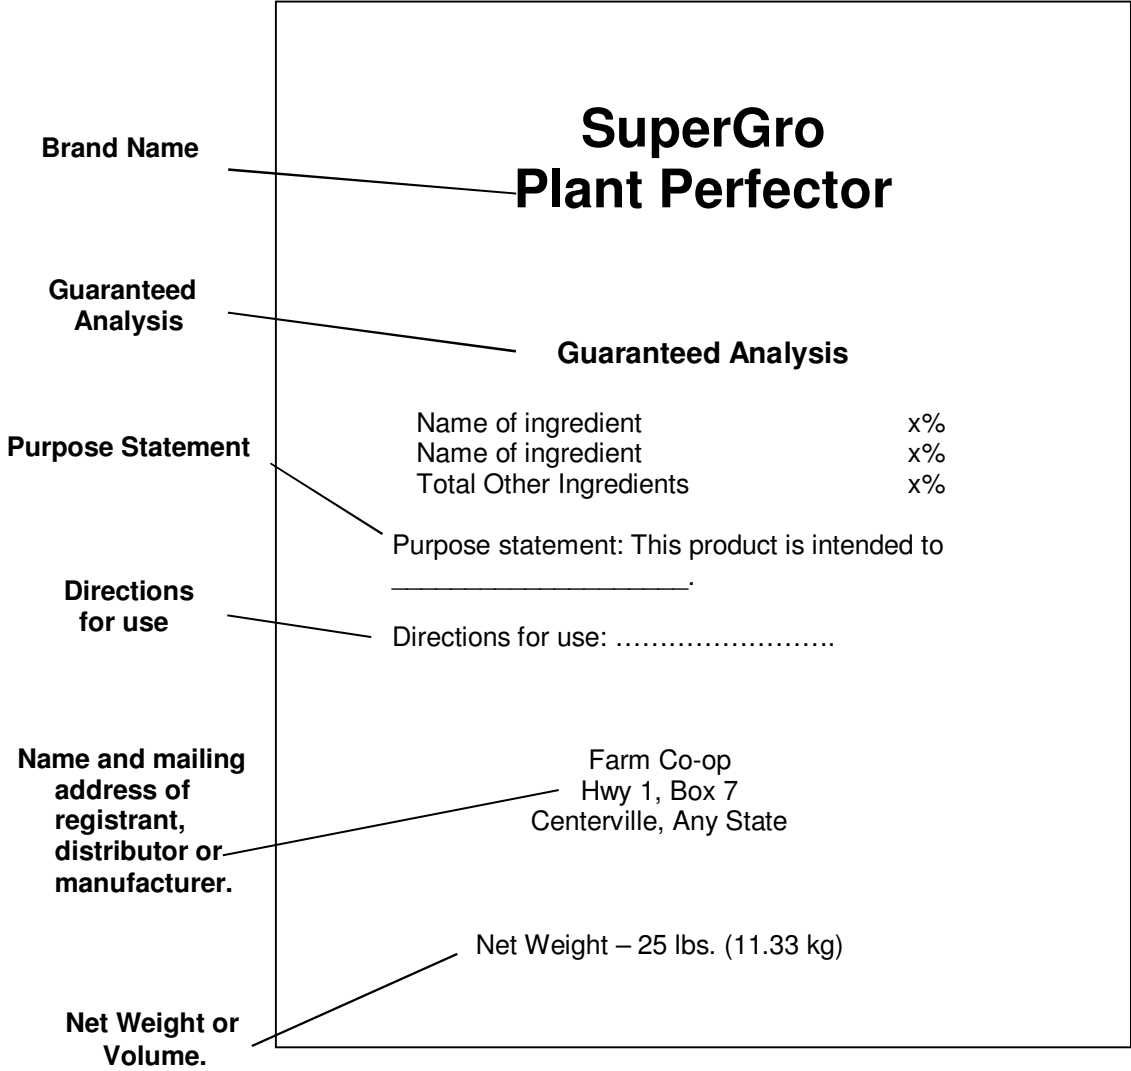 SuperGro
Brand Name
Plant Perfector
Guaranteed
Analysis
Guaranteed Analysis
Name of ingredient x%
Purpose Statement
Name of ingredient x%
Total Other Ingredients x%
Purpose statement: This product is intended to
_____________________.
Directions
for use
Directions for use: …………………….
Name and mailing
address of
registrant,
distributor or
manufacturer.
Farm Co-op
Hwy 1, Box 7
Centerville, Any State
Net Weight – 25 lbs. (11.33 kg)
Net Weight or
Volume.